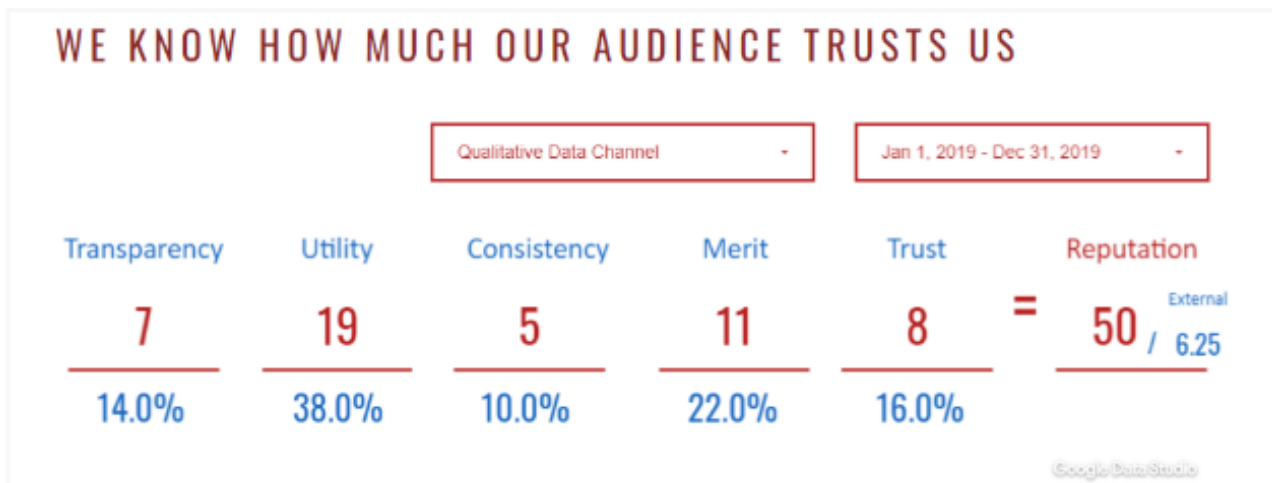 WE KNOW HOW MUCH OUR AUDIENCE TRUSTS US
Qualitative Data Channel Jan 1, 2019 - Dec 31, 2019
Transparency Utility Consistency Merit Trust Reputation
7 19 5 11 8 = 50 / External 6.25
14.0% 38.0% 10.0% 22.0% 16.0%
Google Data Studio